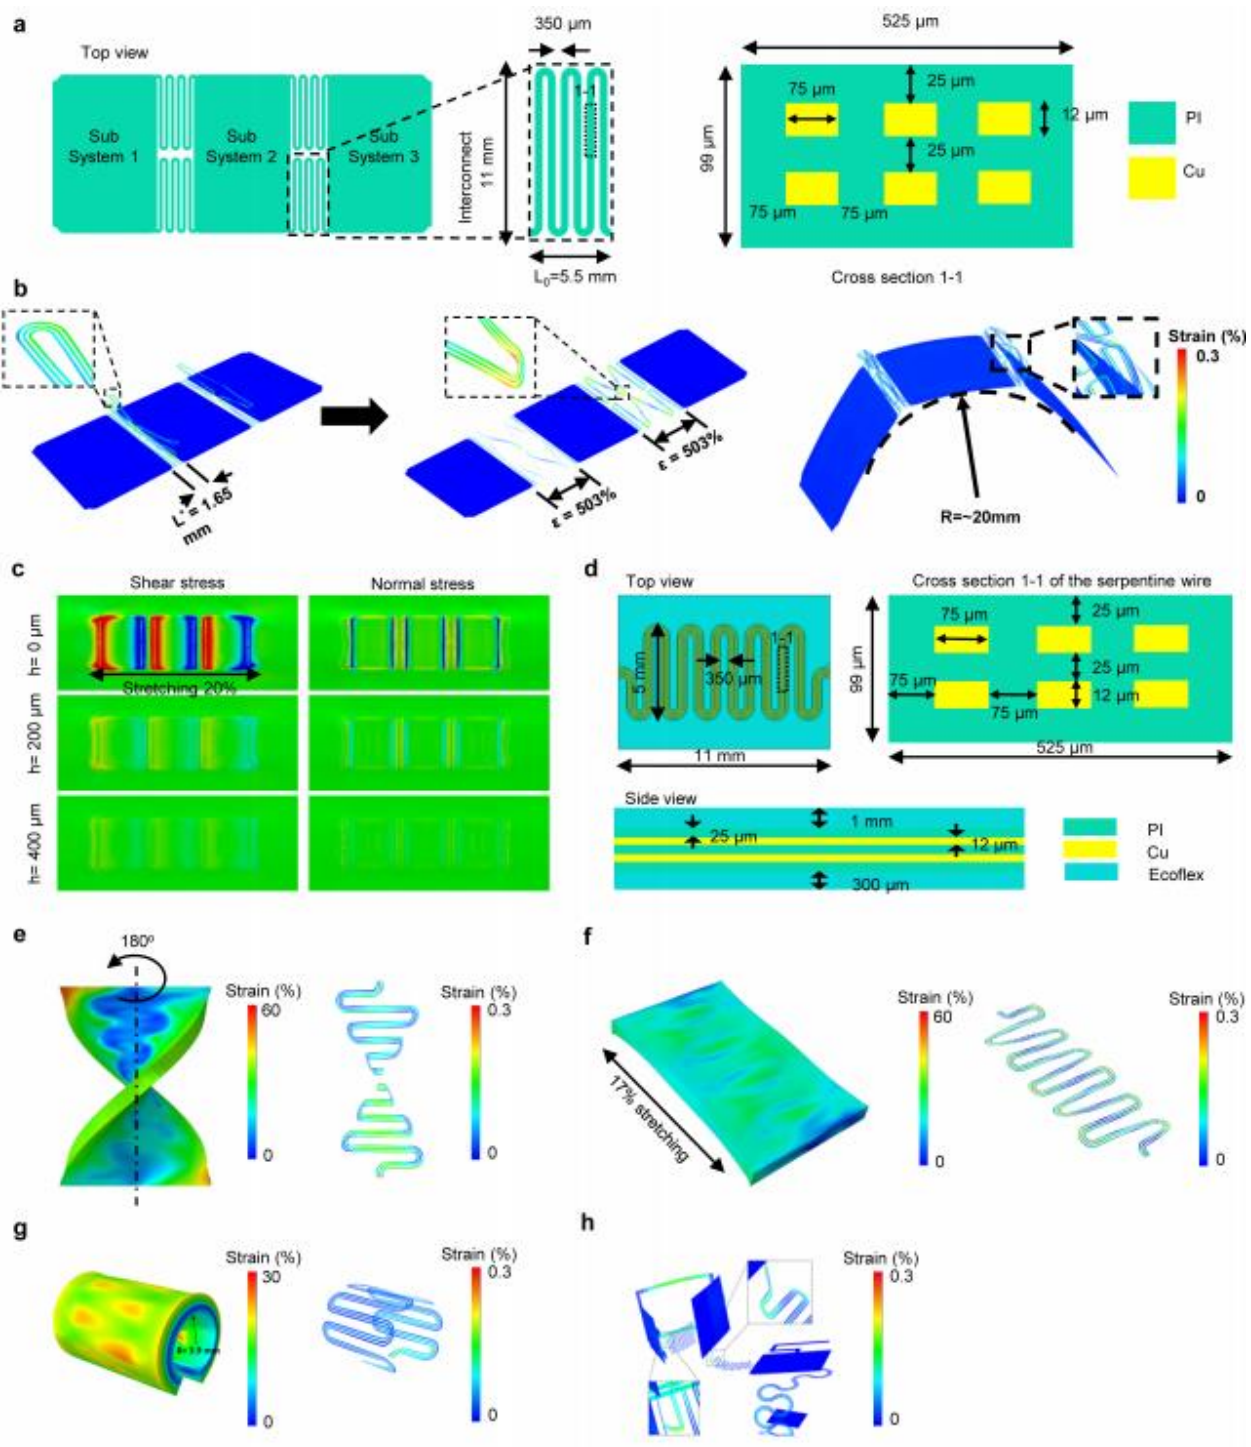 a
Top view
Sub
System 1
Sub
System 2
Sub
System 3
350 µm
1-1
Interconnect
11 mm
L₀=5.5 mm
525 µm
99 µm
75 µm
25 µm
12 µm
25 µm
75 µm
75 µm
PI
Cu
Cross section 1-1
b
L' = 1.65
mm
ε = 503%
ε = 503%
R=~20mm
Strain (%)
0.3
0
c
Shear stress
Normal stress
h= 0 µm
Stretching 20%
h= 200 µm
h= 400 µm
d
Top view
5 mm
350 µm
1-1
11 mm
Cross section 1-1 of the serpentine wire
99 µm
75 µm
25 µm
25 µm
75 µm
12 µm
75 µm
525 µm
Side view
1 mm
25 µm
12 µm
300 µm
PI
Cu
Ecoflex
e
180º
Strain (%)
60
0
Strain (%)
0.3
0
f
17% stretching
Strain (%)
60
0
Strain (%)
0.3
0
g
Strain (%)
30
0
Strain (%)
0.3
0
h
Strain (%)
0.3
0